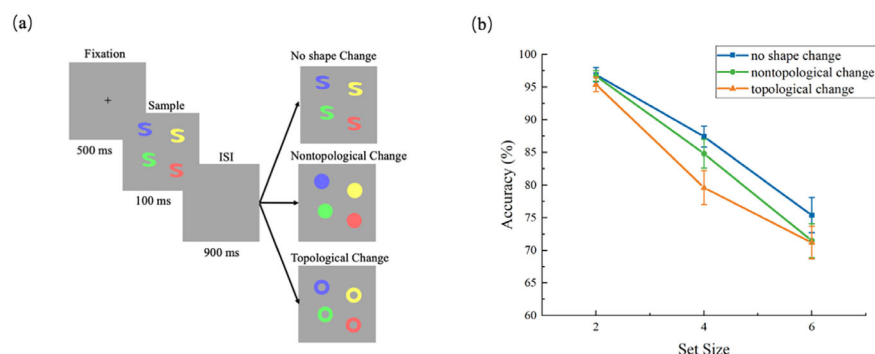 (a)
Fixation
+
500 ms
Sample
S S
S S
100 ms
ISI
900 ms
No shape Change
S S
S S
Nontopological Change
Topological Change
(b)
no shape change
nontopological change
topological change
Accuracy (%)
100
95
90
85
80
75
70
65
60
2 4 6
Set Size